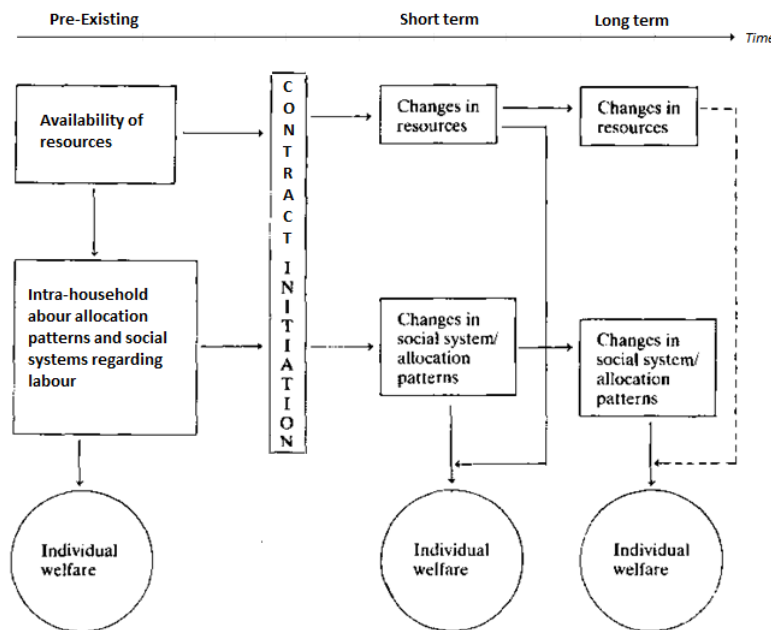 Pre-Existing
Short term
Long term
Time
Availability of
resources
CONTRACT INITIATION
Changes in
resources
Changes in
resources
Intra-household
abour allocation
patterns and social
systems regarding
labour
Changes in
social system/
allocation
patterns
Changes in
social system/
allocation
patterns
Individual
welfare
Individual
welfare
Individual
welfare